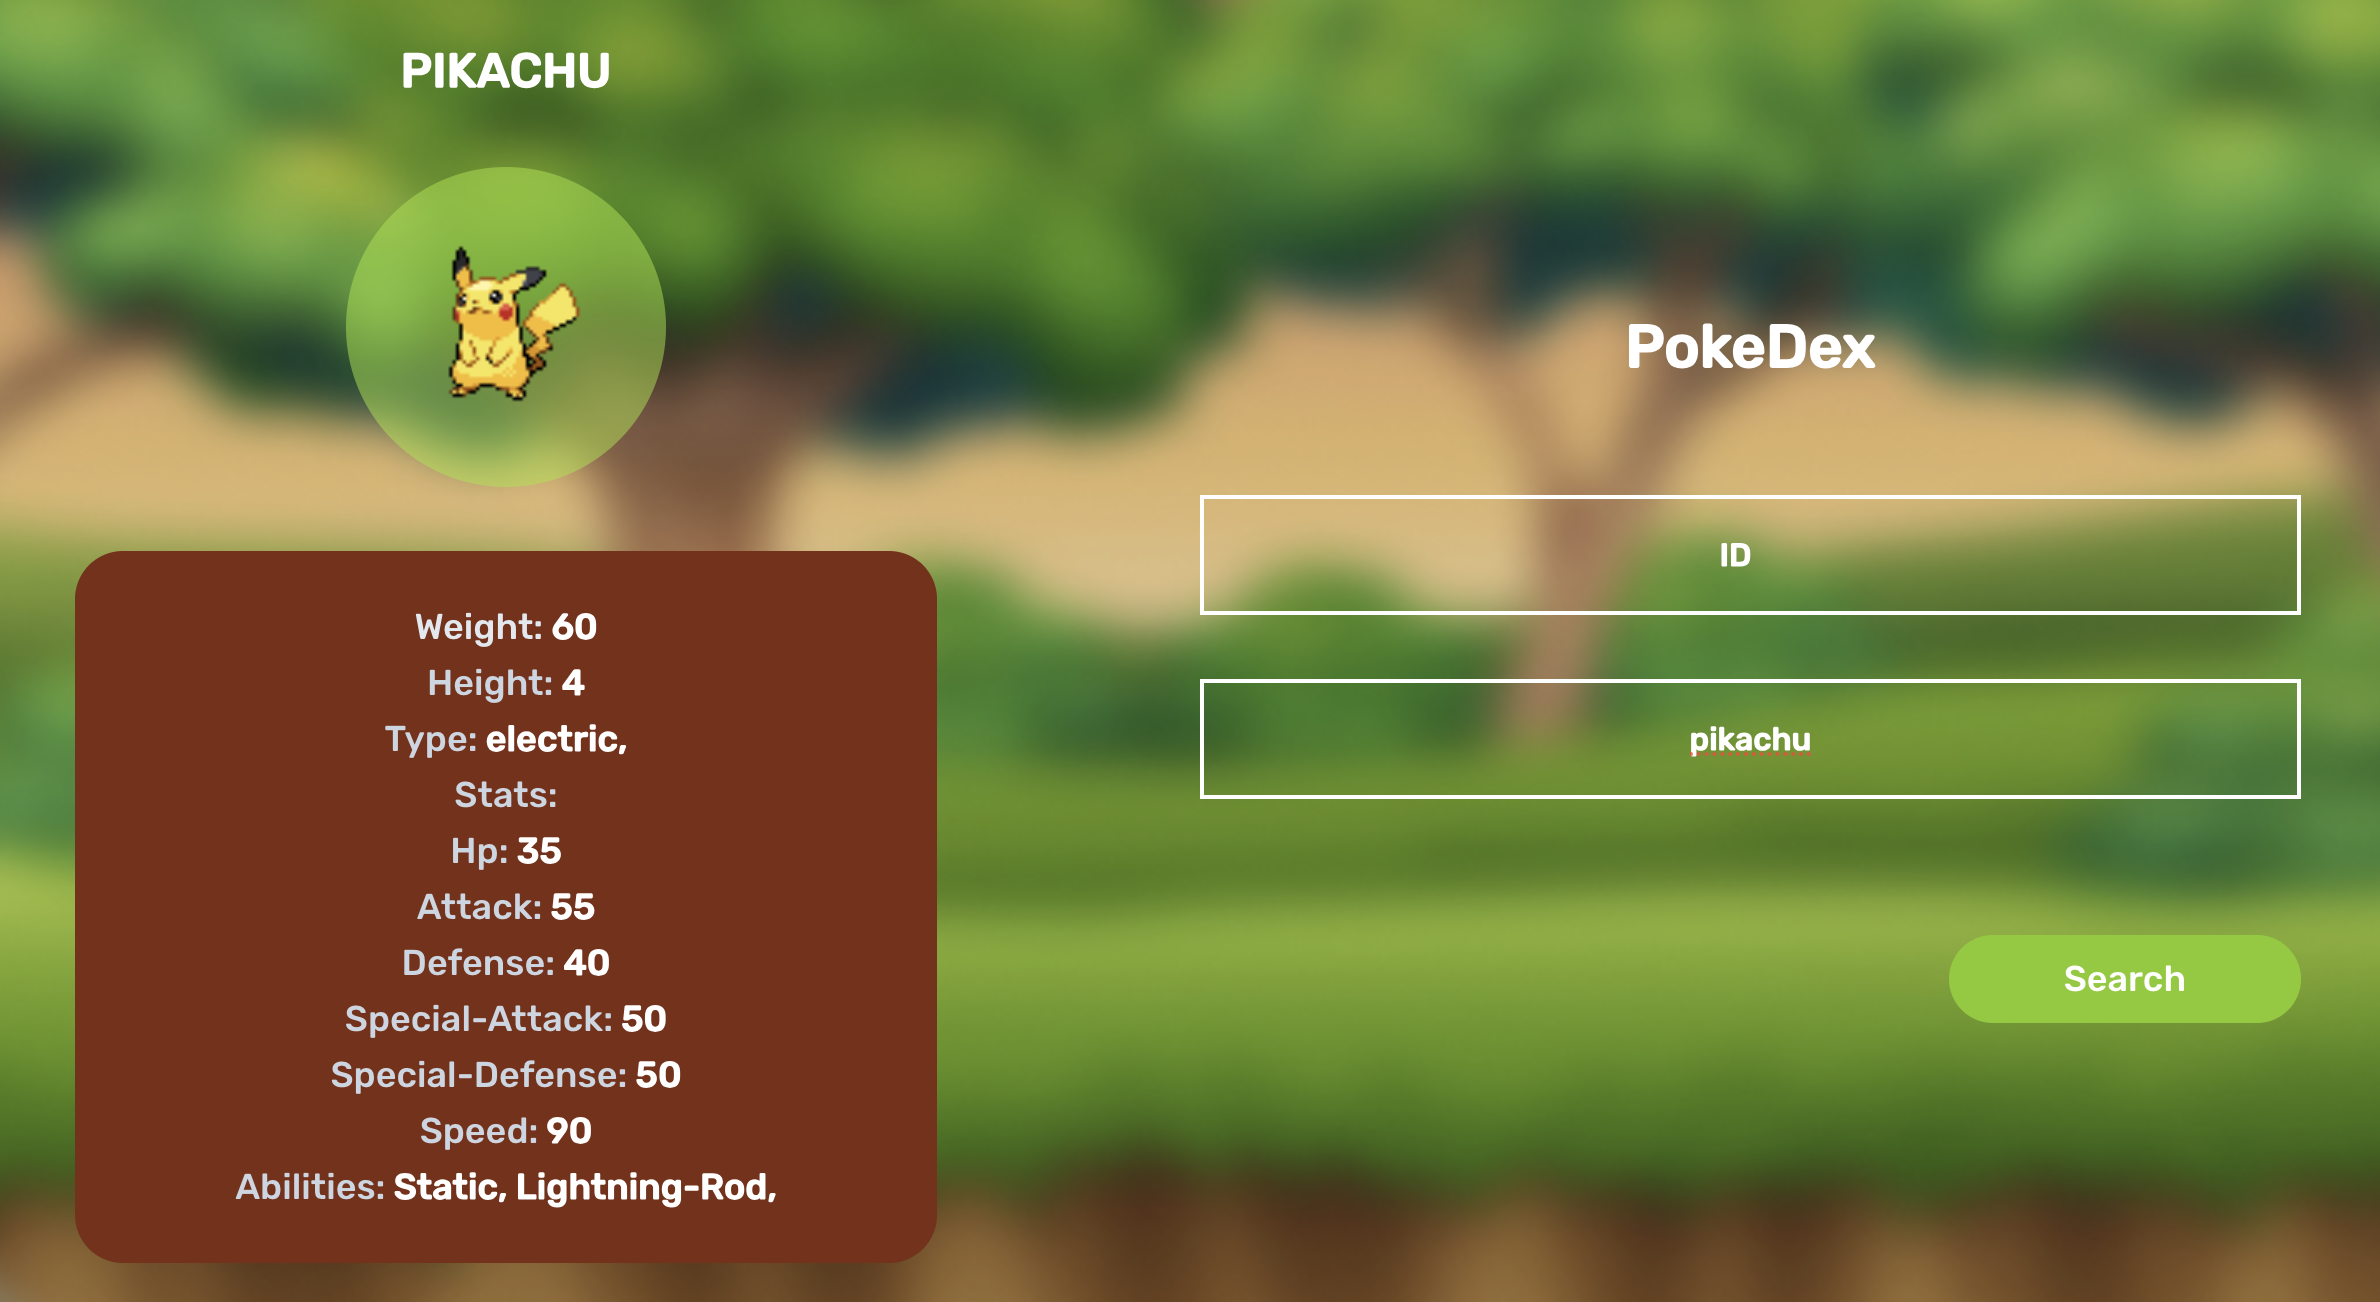 PIKACHU
Weight: 60
Height: 4
Type: electric,
Stats:
Hp: 35
Attack: 55
Defense: 40
Special-Attack: 50
Special-Defense: 50
Speed: 90
Abilities: Static, Lightning-Rod,
PokeDex
ID
pikachu
Search